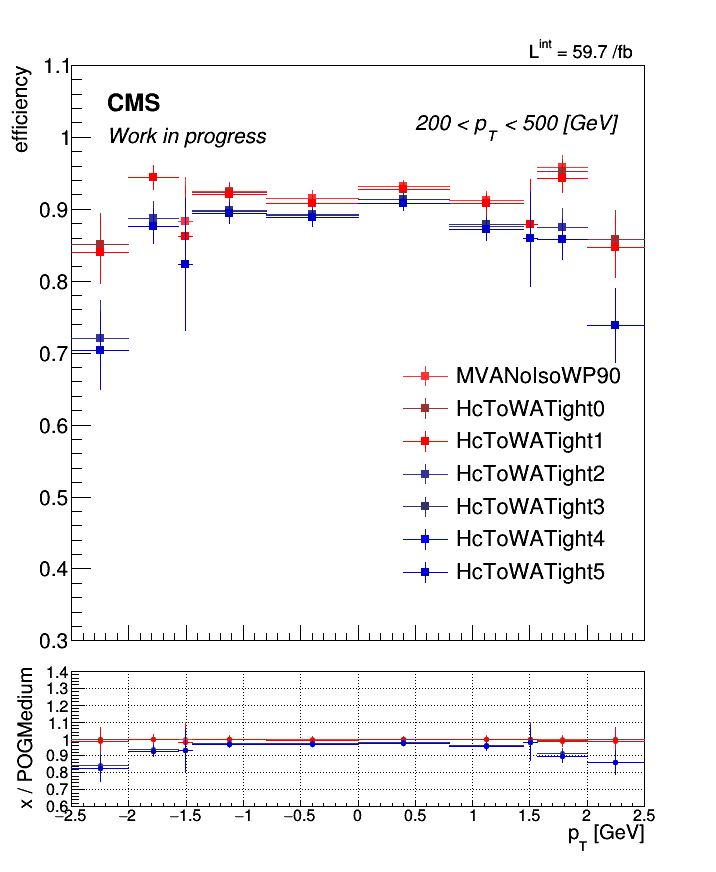 L^int = 59.7 /fb
efficiency
1.1
CMS
Work in progress
200 < p_T < 500 [GeV]
1
0.9
0.8
0.7
0.6
0.5
0.4
0.3
MVANoIsoWP90
HcToWATight0
HcToWATight1
HcToWATight2
HcToWATight3
HcToWATight4
HcToWATight5
x / POGMedium
1.4
1.3
1.2
1.1
1
0.9
0.8
0.7
0.6
−2.5 −2 −1.5 −1 −0.5 0 0.5 1 1.5 2 2.5
p_T [GeV]